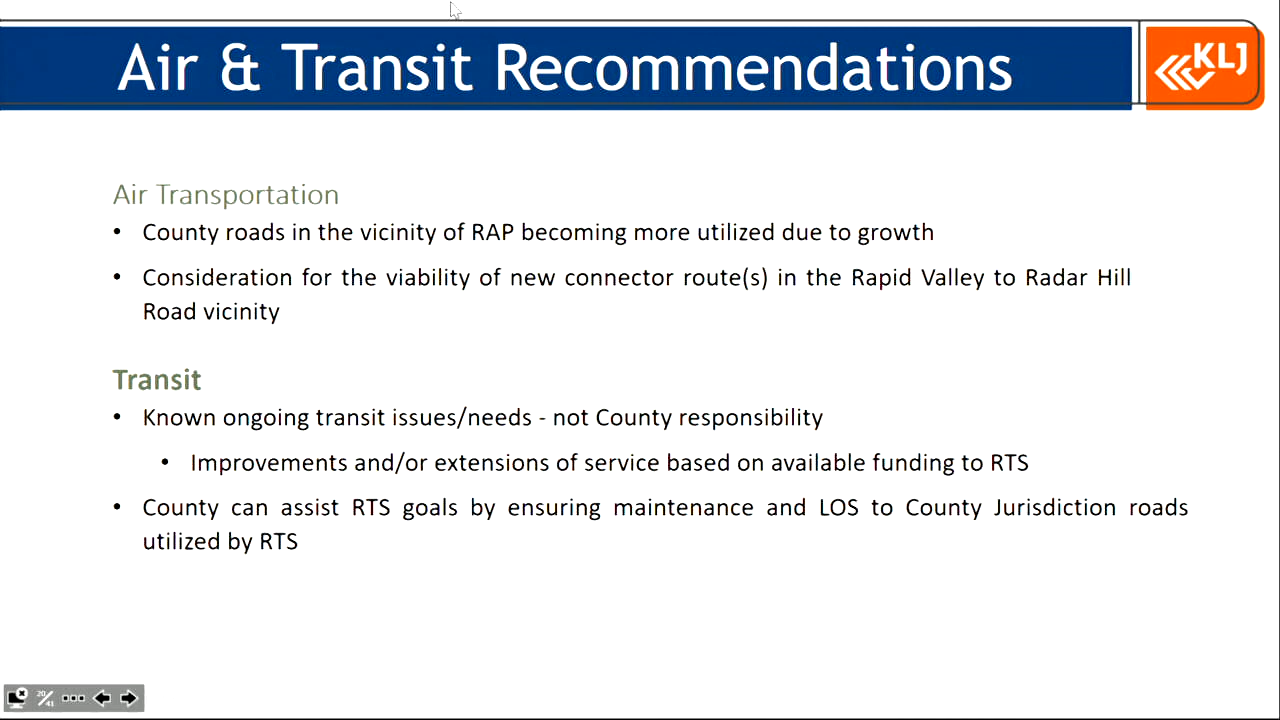 Air & Transit Recommendations
KLJ
Air Transportation
• County roads in the vicinity of RAP becoming more utilized due to growth
• Consideration for the viability of new connector route(s) in the Rapid Valley to Radar Hill
Road vicinity
Transit
• Known ongoing transit issues/needs - not County responsibility
• Improvements and/or extensions of service based on available funding to RTS
• County can assist RTS goals by ensuring maintenance and LOS to County Jurisdiction roads
utilized by RTS
20/41